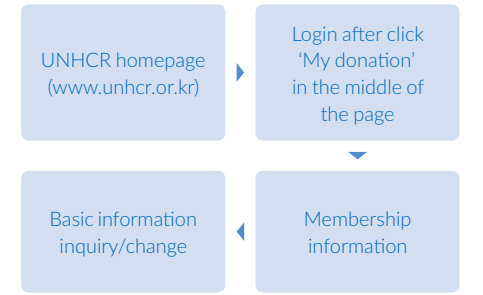 UNHCR homepage
(www.unhcr.or.kr)
Login after click
‘My donation’
in the middle of
the page
Membership
information
Basic information
inquiry/change